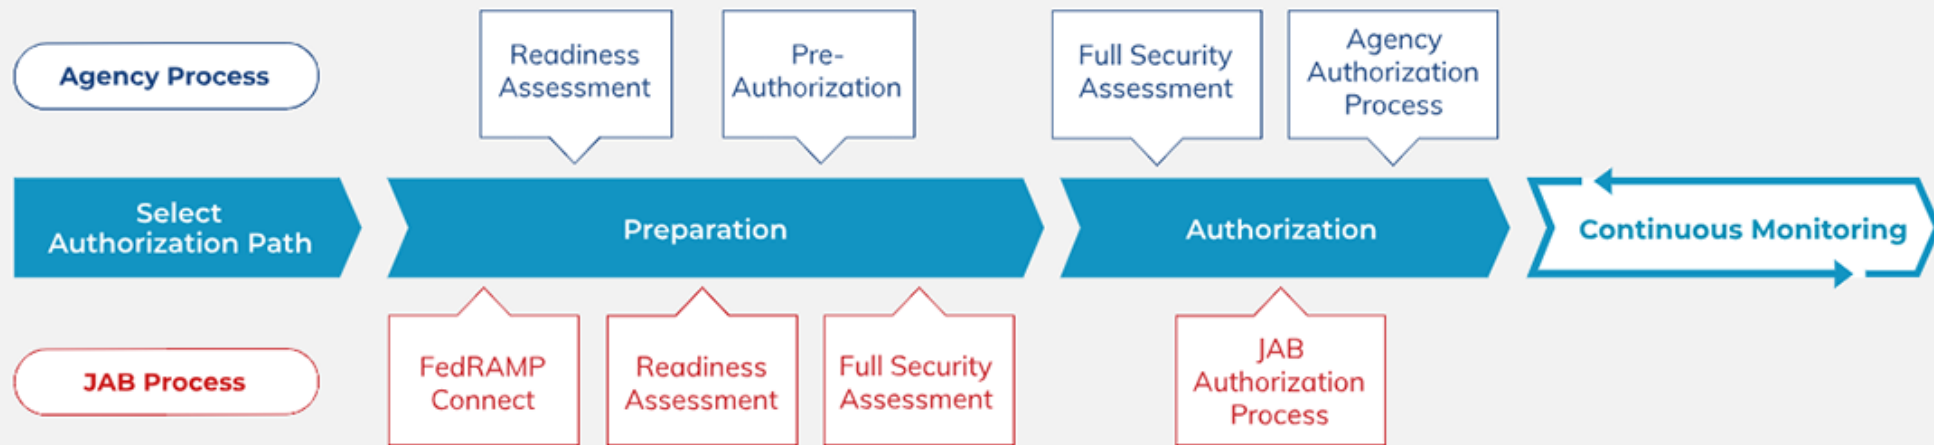 Agency Process
Readiness
Assessment
Pre-
Authorization
Full Security
Assessment
Agency
Authorization
Process
Select
Authorization Path
Preparation
Authorization
Continuous Monitoring
JAB Process
FedRAMP
Connect
Readiness
Assessment
Full Security
Assessment
JAB
Authorization
Process